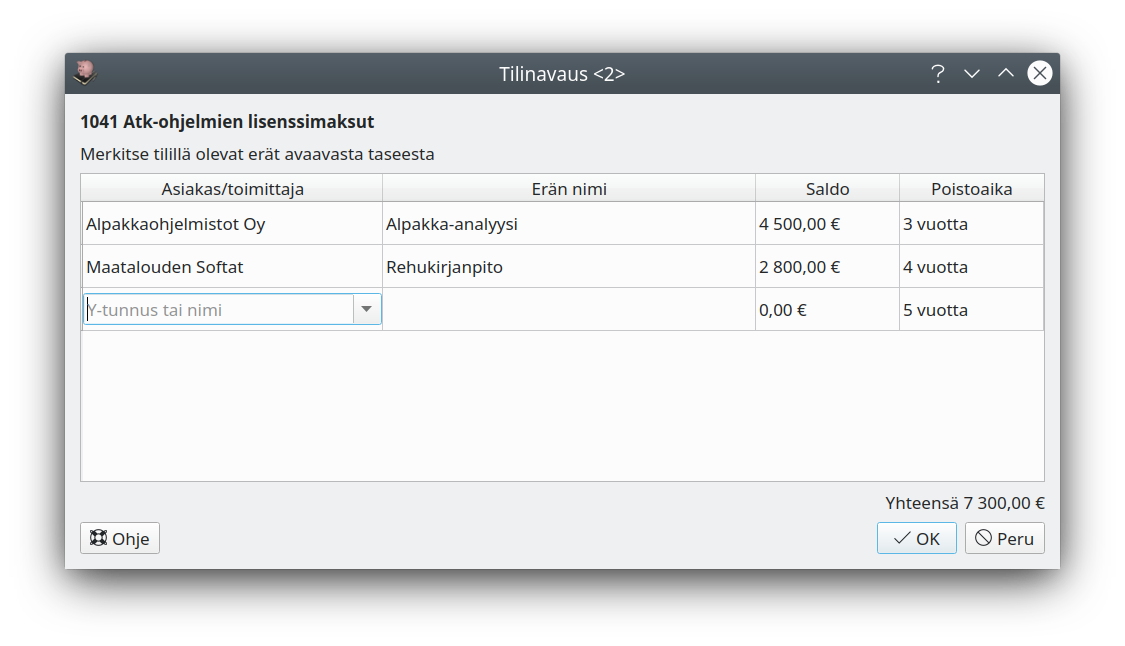 Tilinavaus <2>
1041 Atk-ohjelmien lisenssimaksut
Merkitse tilillä olevat erät avaavasta taseesta
Asiakas/toimittaja Erän nimi Saldo Poistoaika
Alpakkaohjelmistot Oy Alpakka-analyysi 4 500,00 € 3 vuotta
Maatalouden Softat Rehukirjanpito 2 800,00 € 4 vuotta
Y-tunnus tai nimi 0,00 € 5 vuotta
Yhteensä 7 300,00 €
Ohje OK Peru